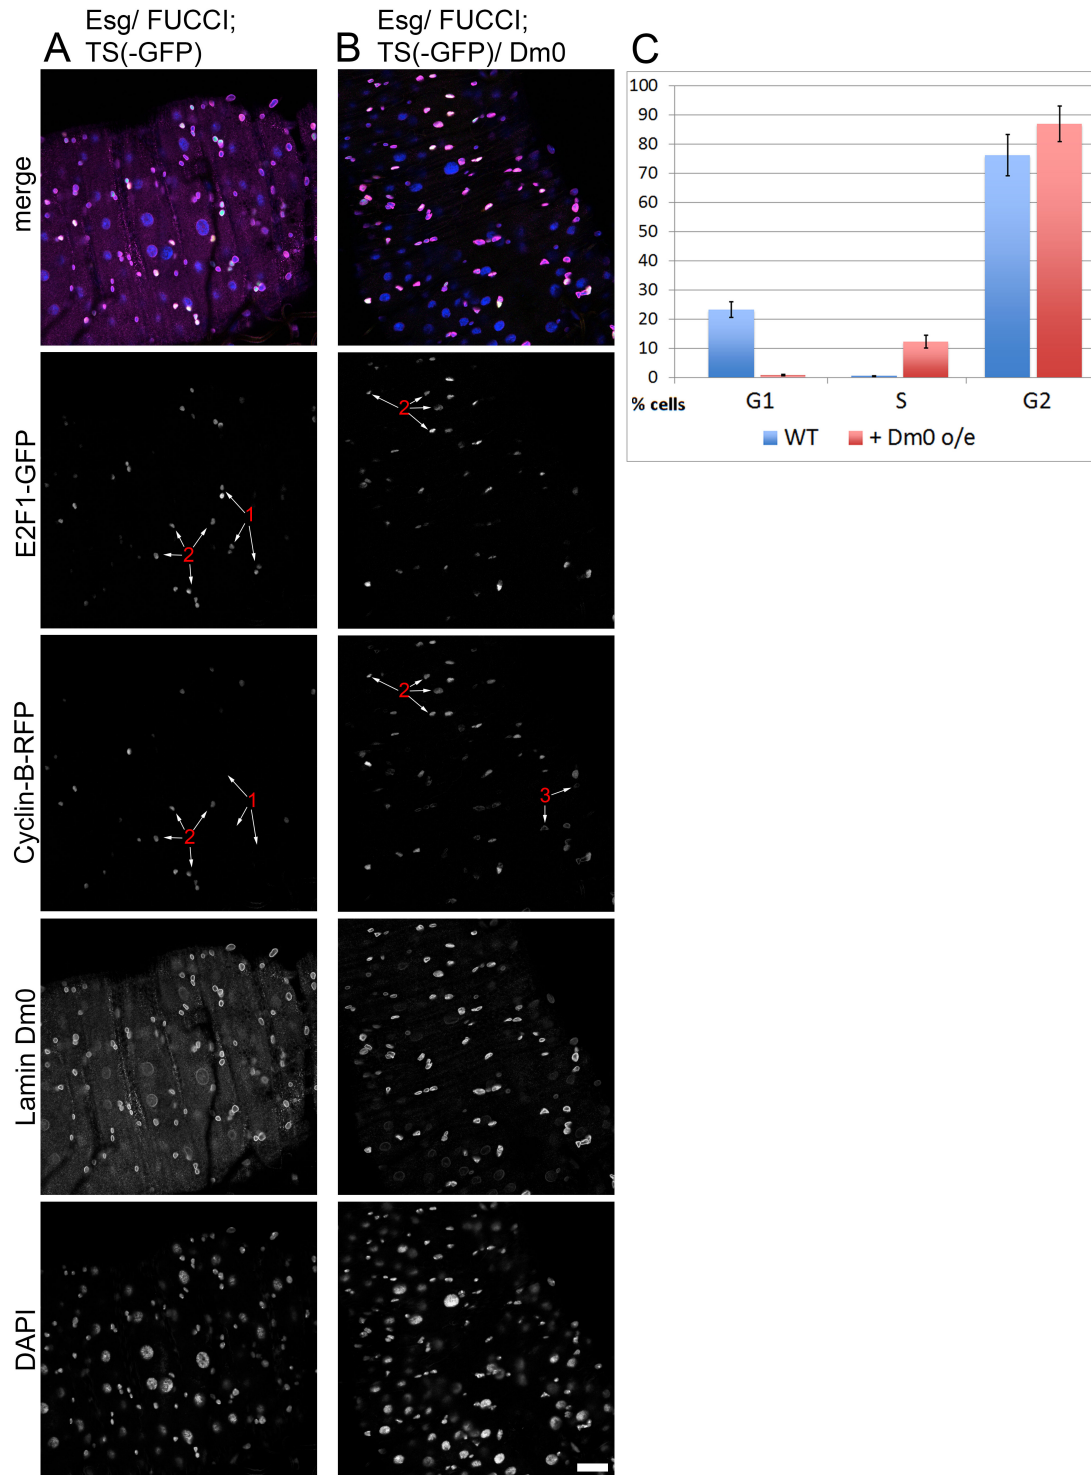 A
Esg/ FUCCI;
TS(-GFP)
B
Esg/ FUCCI;
TS(-GFP)/ Dm0
C
merge
E2F1-GFP
1
2
2
Cyclin-B-RFP
1
2
2
3
Lamin Dm0
DAPI
100
90
80
70
60
50
40
30
20
10
0
% cells
G1
S
G2
WT
+ Dm0 o/e